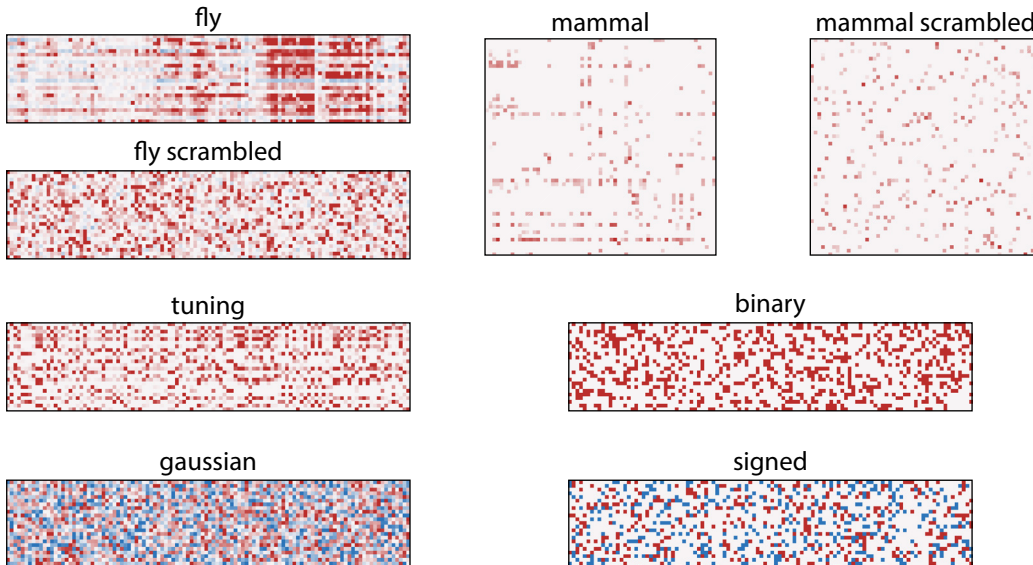 fly
mammal
mammal scrambled
fly scrambled
tuning
binary
gaussian
signed